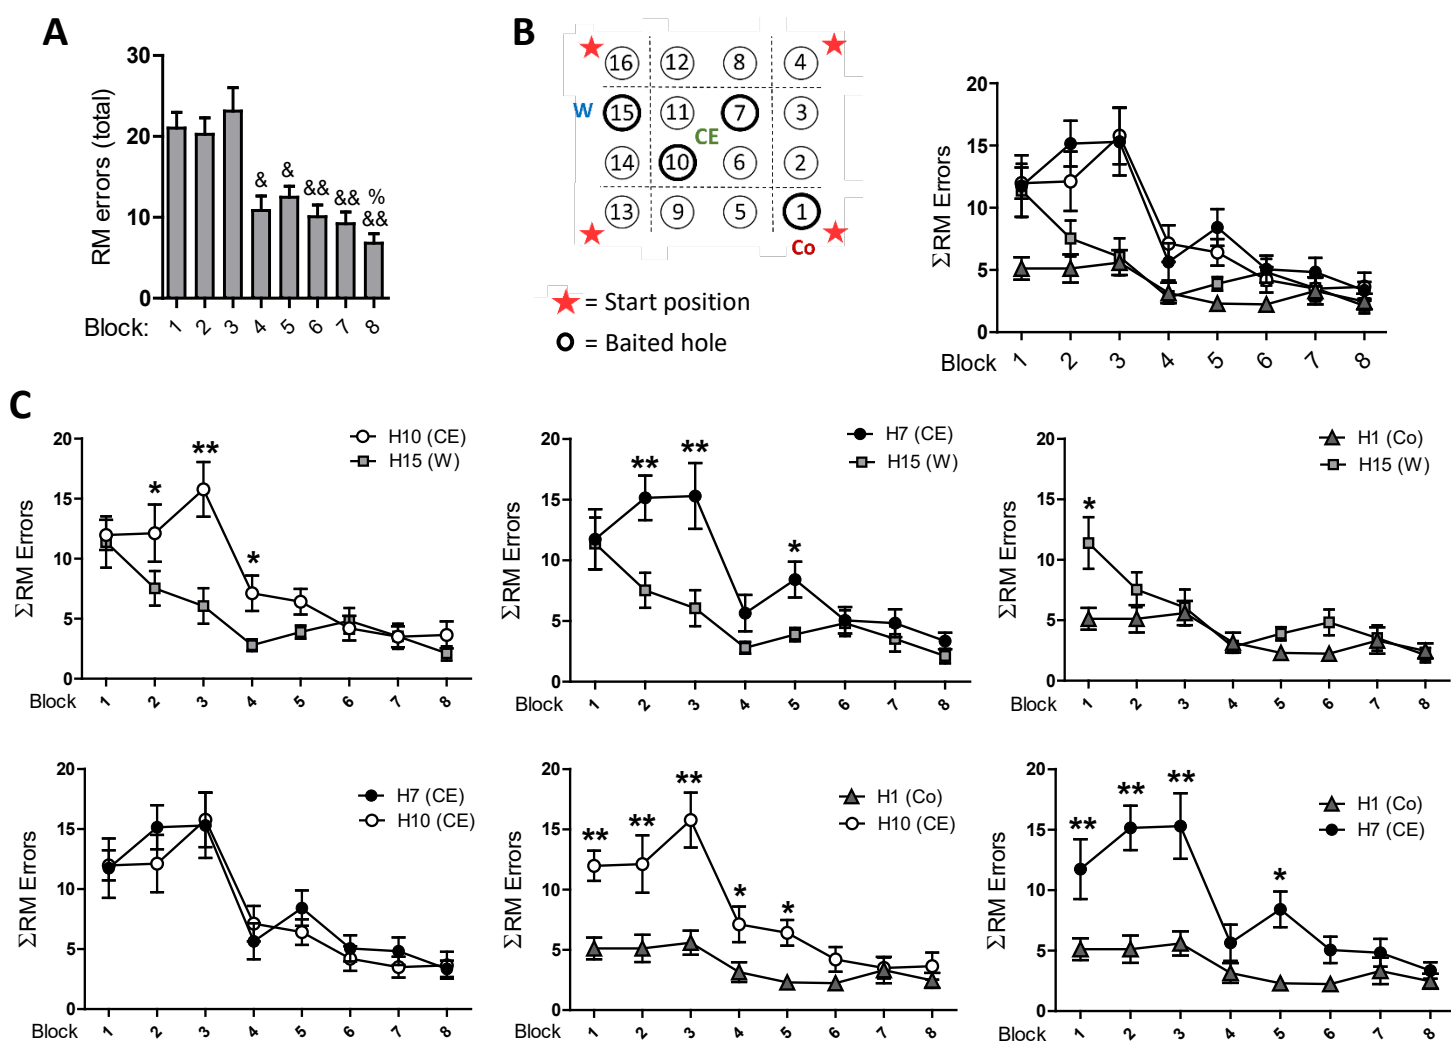 A
RM errors (total)
30
20
10
0
& & && && % &&
Block: 1 2 3 4 5 6 7 8
B
16 12 8 4
W 15 11 7 3
CE
14 10 6 2
13 9 5 1
Co
= Start position
= Baited hole
ΣRM Errors
20
15
10
5
0
Block 1 2 3 4 5 6 7 8
C
ΣRM Errors
20
15
10
5
0
* ** *
H10 (CE)
H15 (W)
Block 1 2 3 4 5 6 7 8
ΣRM Errors
20
15
10
5
0
** ** *
H7 (CE)
H15 (W)
Block 1 2 3 4 5 6 7 8
ΣRM Errors
20
15
10
5
0
*
H1 (Co)
H15 (W)
Block 1 2 3 4 5 6 7 8
ΣRM Errors
20
15
10
5
0
H7 (CE)
H10 (CE)
Block 1 2 3 4 5 6 7 8
ΣRM Errors
20
15
10
5
0
** ** ** * *
H1 (Co)
H10 (CE)
Block 1 2 3 4 5 6 7 8
ΣRM Errors
20
15
10
5
0
** ** ** *
H1 (Co)
H7 (CE)
Block 1 2 3 4 5 6 7 8